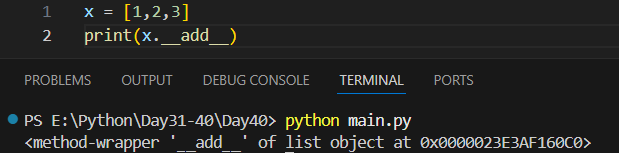 1 x = [1,2,3]
2 print(x.__add__)
PROBLEMS OUTPUT DEBUG CONSOLE TERMINAL PORTS
PS E:\Python\Day31-40\Day40> python main.py
<method-wrapper '__add__' of list object at 0x0000023E3AF160C0>